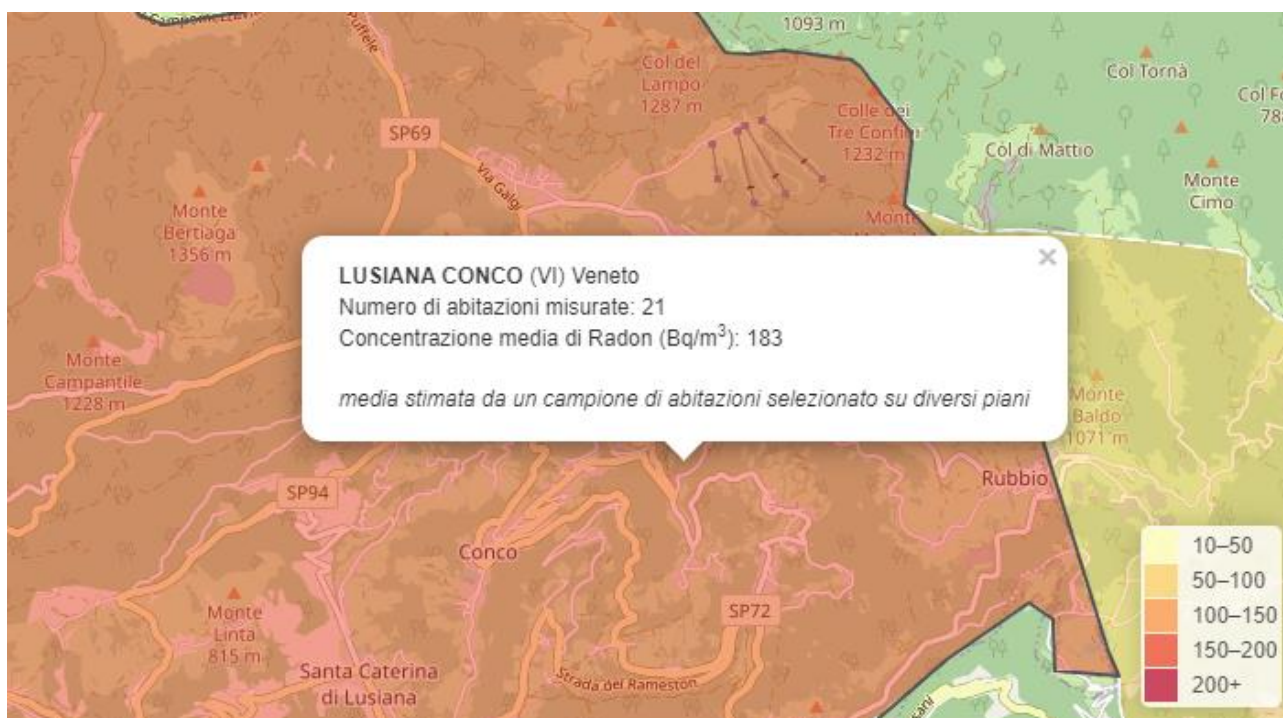 Puffele
1093 m
Col del
Lampo
1287 m
Col Tornà
SP69
Colle dei
Tre Confini
1232 m
Col di Mattio
Via Galgi
Monte
Cimo
Monte
Bertiaga
1356 m
Monte
×
LUSIANA CONCO (VI) Veneto
Numero di abitazioni misurate: 21
Concentrazione media di Radon (Bq/m³): 183
media stimata da un campione di abitazioni selezionato su diversi piani
Monte
Campantile
1228 m
Monte
Baldo
1071 m
Rubbio
SP94
Conco
Monte
Linta
815 m
SP72
Santa Caterina
di Lusiana
Strada del Rameston
10–50
50–100
100–150
150–200
200+